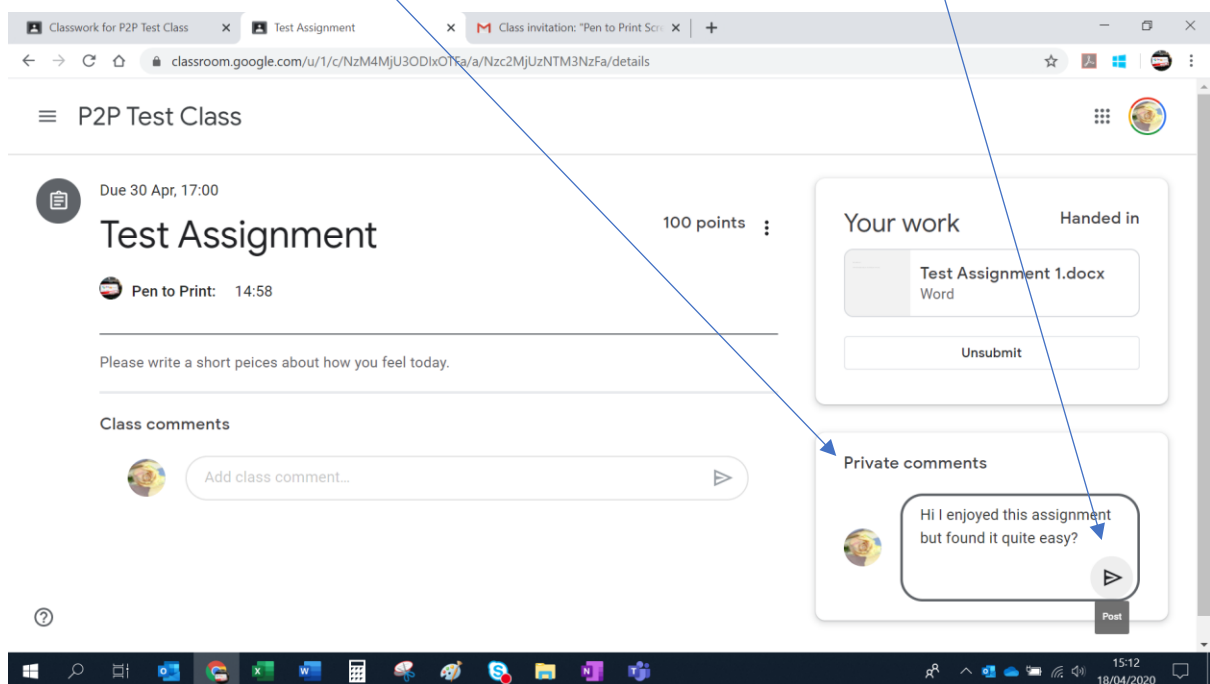 Classwork for P2P Test Class
Test Assignment
Class invitation: "Pen to Print Scr
classroom.google.com/u/1/c/NzM4MjU3ODIxOTFa/a/Nzc2MjUzNTM3NzFa/details
P2P Test Class
Due 30 Apr, 17:00
Test Assignment
100 points
Pen to Print: 14:58
Please write a short peices about how you feel today.
Class comments
Add class comment...
Your work
Handed in
Test Assignment 1.docx
Word
Unsubmit
Private comments
Hi I enjoyed this assignment
but found it quite easy?
Post
15:12
18/04/2020